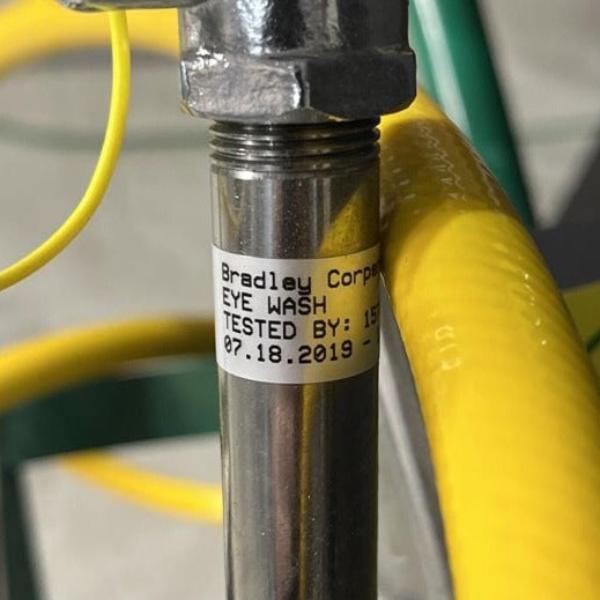 Bradley Corpo
EYE WASH
TESTED BY: 15
07.18.2019 -